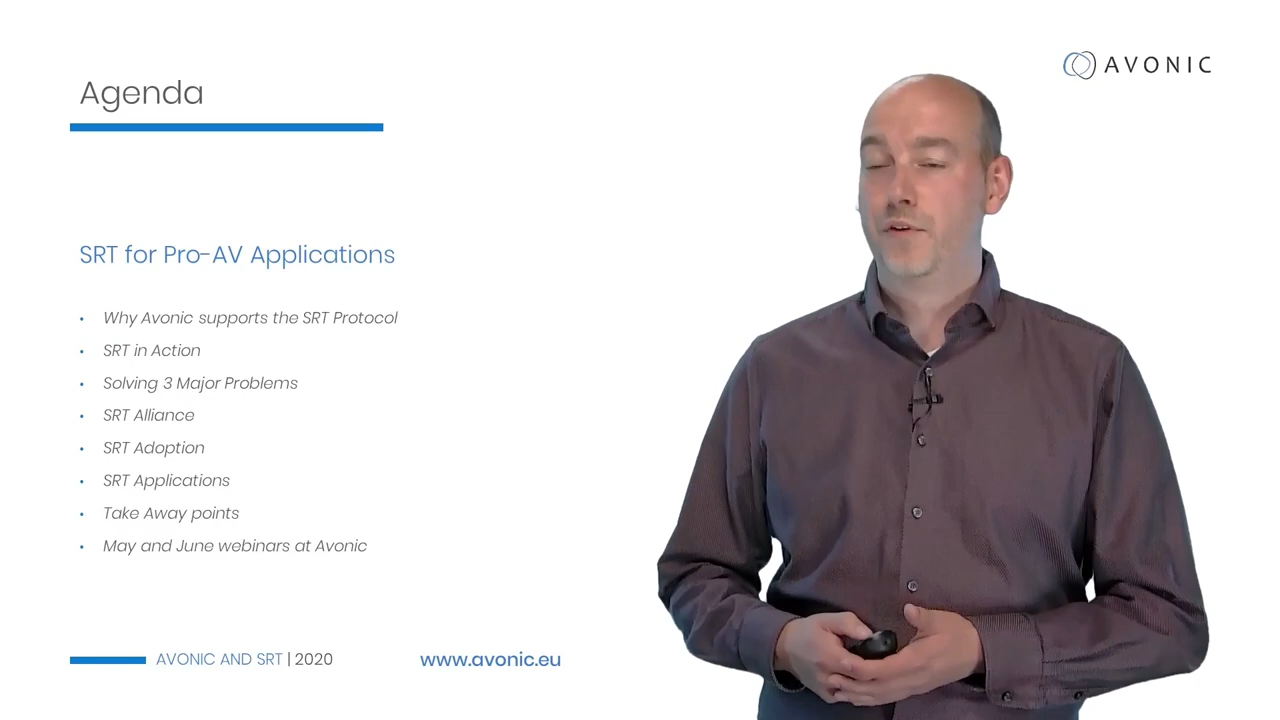 AVONIC
Agenda
SRT for Pro-AV Applications
• Why Avonic supports the SRT Protocol
• SRT in Action
• Solving 3 Major Problems
• SRT Alliance
• SRT Adoption
• SRT Applications
• Take Away points
• May and June webinars at Avonic
AVONIC AND SRT | 2020
www.avonic.eu